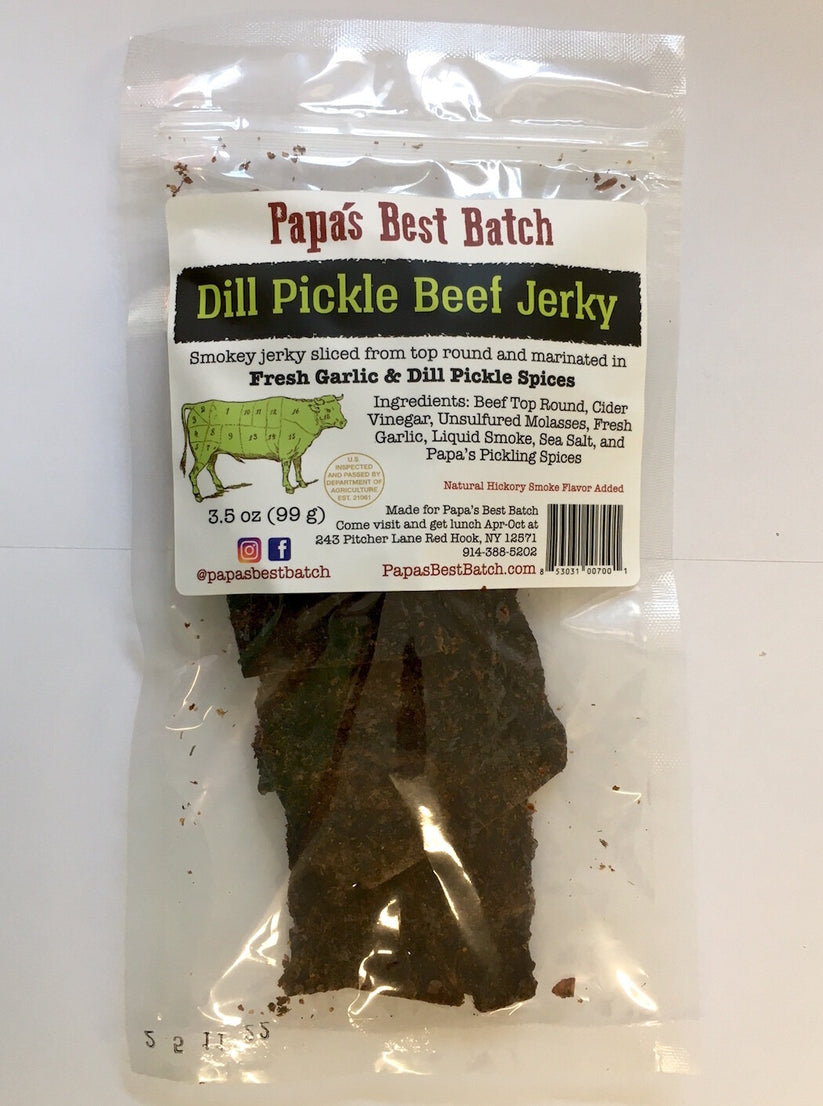 Papa's Best Batch
Dill Pickle Beef Jerky
Smokey jerky sliced from top round and marinated in
Fresh Garlic & Dill Pickle Spices
Ingredients: Beef Top Round, Cider
Vinegar, Unsulfured Molasses, Fresh
Garlic, Liquid Smoke, Sea Salt, and
Papa's Pickling Spices
Natural Hickory Smoke Flavor Added
U.S.
INSPECTED
AND PASSED BY
DEPARTMENT OF
AGRICULTURE
EST. 21061
3.5 oz (99 g)
@papasbestbatch
Made for Papa's Best Batch
Come visit and get lunch Apr-Oct at
243 Pitcher Lane Red Hook, NY 12571
914-388-5202
PapasBestBatch.com
8 53031 00700 1